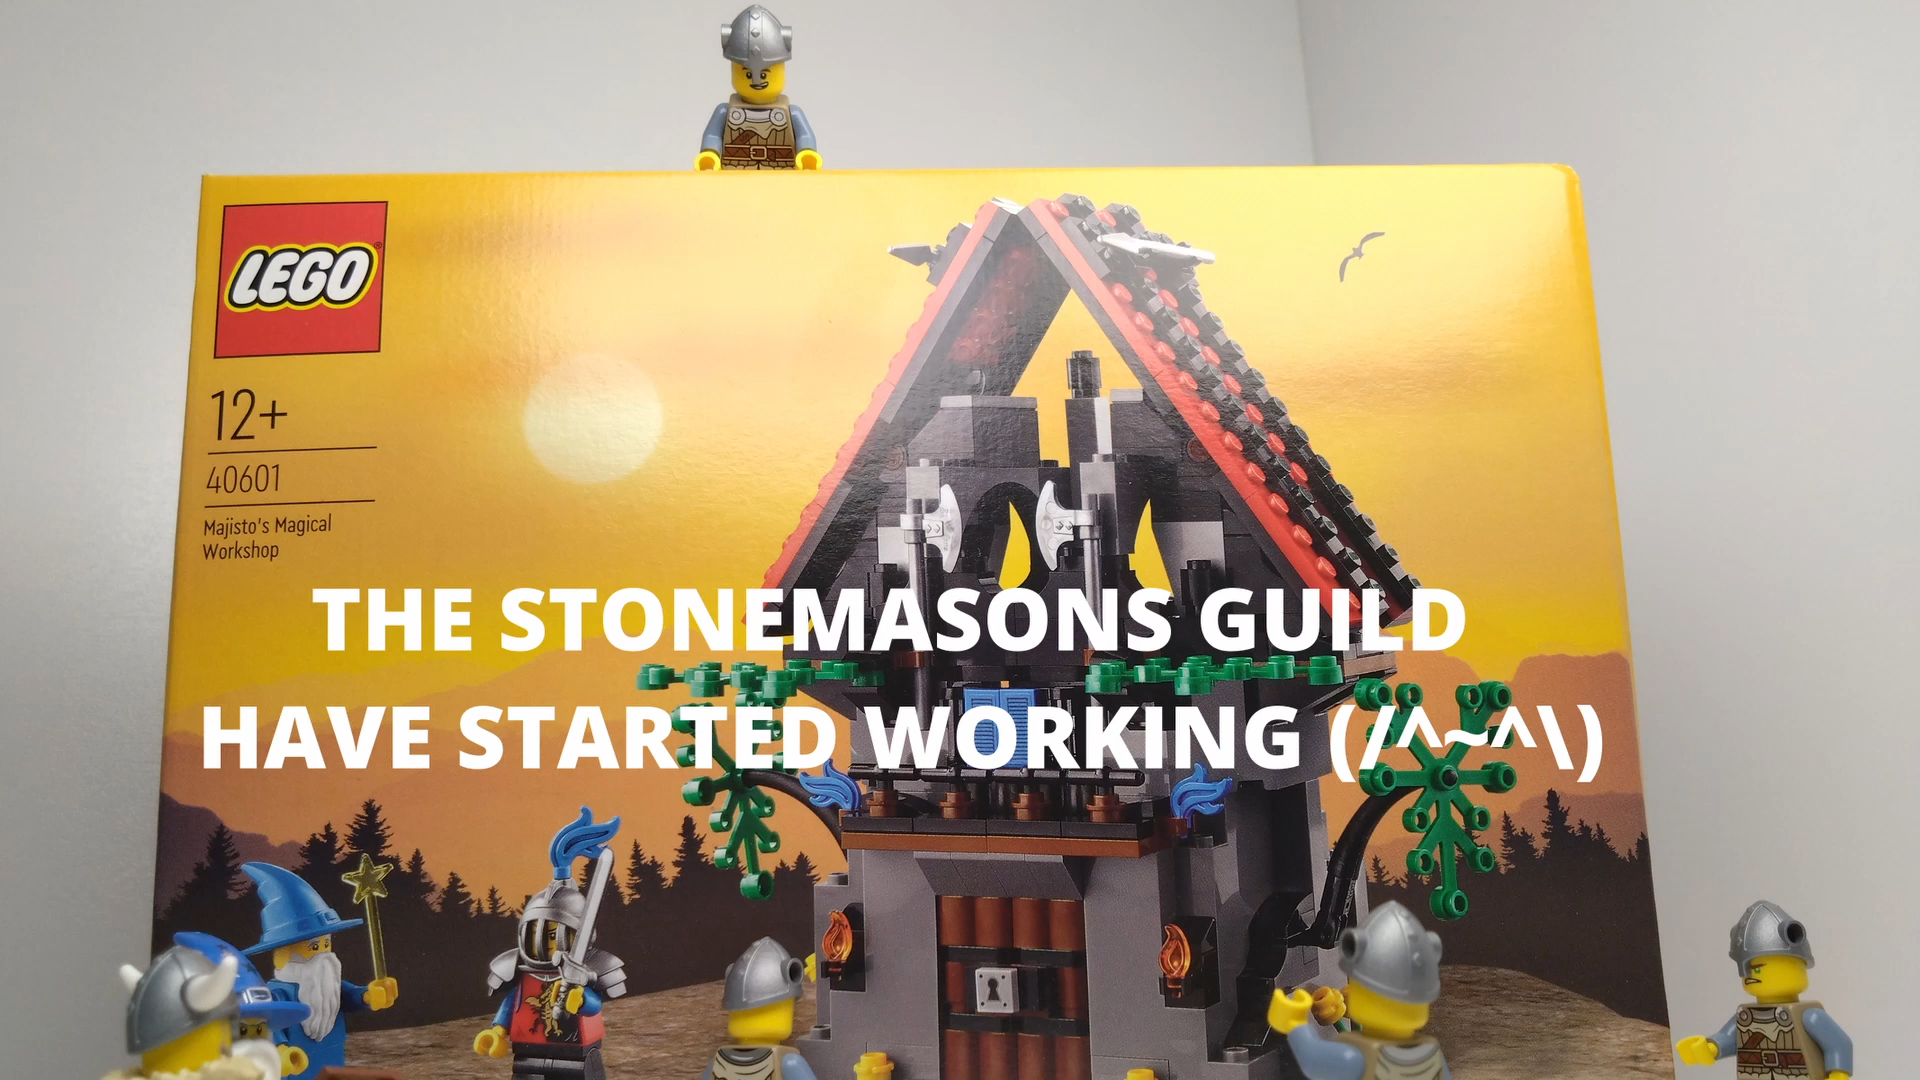 LEGO
12+
40601
Majisto's Magical
Workshop
THE STONEMASONS GUILD
HAVE STARTED WORKING (/^~^\)